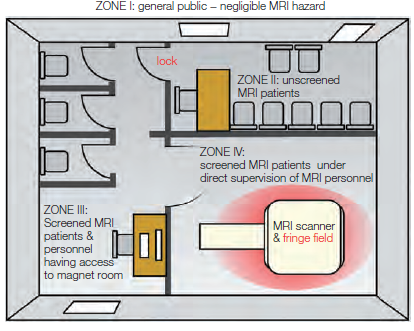 ZONE I: general public – negligible MRI hazard
lock
ZONE II: unscreened
MRI patients
ZONE IV:
screened MRI patients under
direct supervision of MRI personnel
ZONE III:
Screened MRI
patients &
personnel
having access
to magnet room
MRI scanner
& fringe field